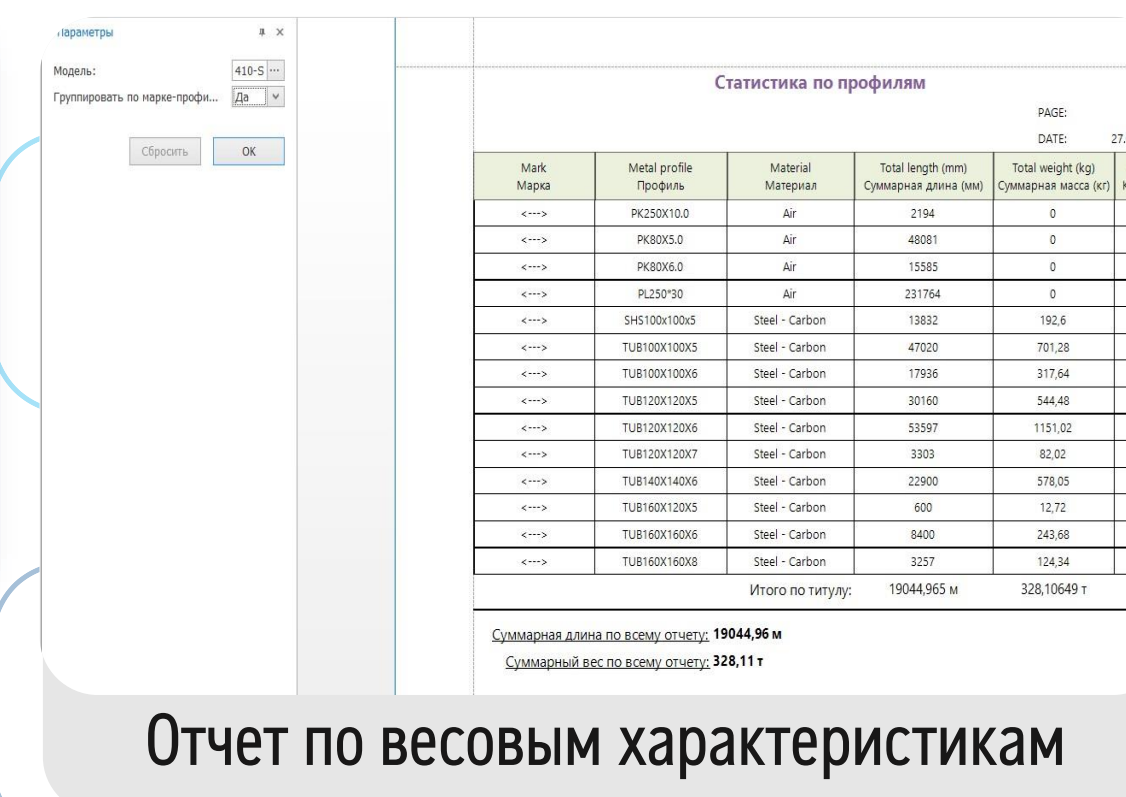 Параметры
Модель: 410-S ...
Группировать по марке-профи... Да
Сбросить OK
Статистика по профилям
PAGE:
DATE: 27.
Mark Metal profile Material Total length (mm) Total weight (kg)
Марка Профиль Материал Суммарная длина (мм) Суммарная масса (кг)
<---> PK250X10.0 Air 2194 0
<---> PK80X5.0 Air 48081 0
<---> PK80X6.0 Air 15585 0
<---> PL250*30 Air 231764 0
<---> SHS100x100x5 Steel - Carbon 13832 192,6
<---> TUB100X100X5 Steel - Carbon 47020 701,28
<---> TUB100X100X6 Steel - Carbon 17936 317,64
<---> TUB120X120X5 Steel - Carbon 30160 544,48
<---> TUB120X120X6 Steel - Carbon 53597 1151,02
<---> TUB120X120X7 Steel - Carbon 3303 82,02
<---> TUB140X140X6 Steel - Carbon 22900 578,05
<---> TUB160X120X5 Steel - Carbon 600 12,72
<---> TUB160X160X6 Steel - Carbon 8400 243,68
<---> TUB160X160X8 Steel - Carbon 3257 124,34
Итого по титулу: 19044,965 м 328,10649 т
Суммарная длина по всему отчету: 19044,96 м
Суммарный вес по всему отчету: 328,11 т
Отчет по весовым характеристикам